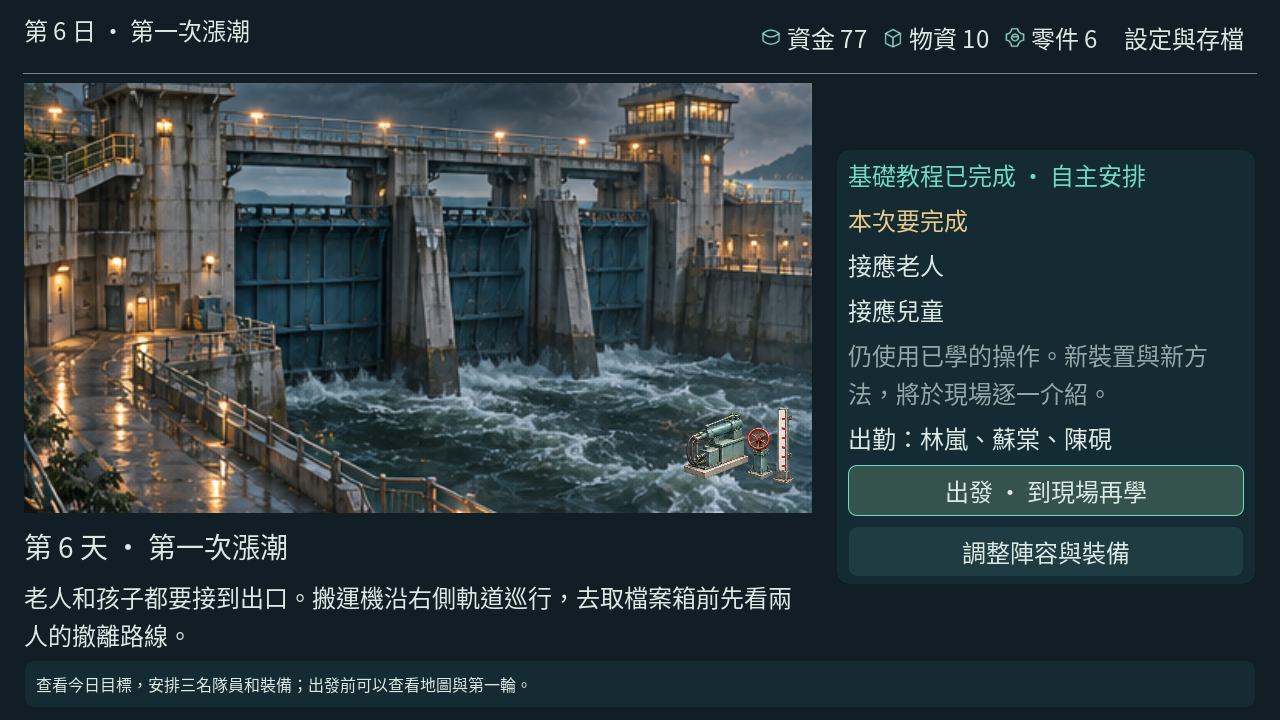 第 6 日 · 第一次漲潮
資金 77 物資 10 零件 6 設定與存檔
基礎教程已完成 · 自主安排
本次要完成
接應老人
接應兒童
仍使用已學的操作。新裝置與新方
法，將於現場逐一介紹。
出勤：林嵐、蘇棠、陳硯
出發 · 到現場再學
調整陣容與裝備
第 6 天 · 第一次漲潮
老人和孩子都要接到出口。搬運機沿右側軌道巡行，去取檔案箱前先看兩
人的撤離路線。
查看今日目標，安排三名隊員和裝備；出發前可以查看地圖與第一輪。